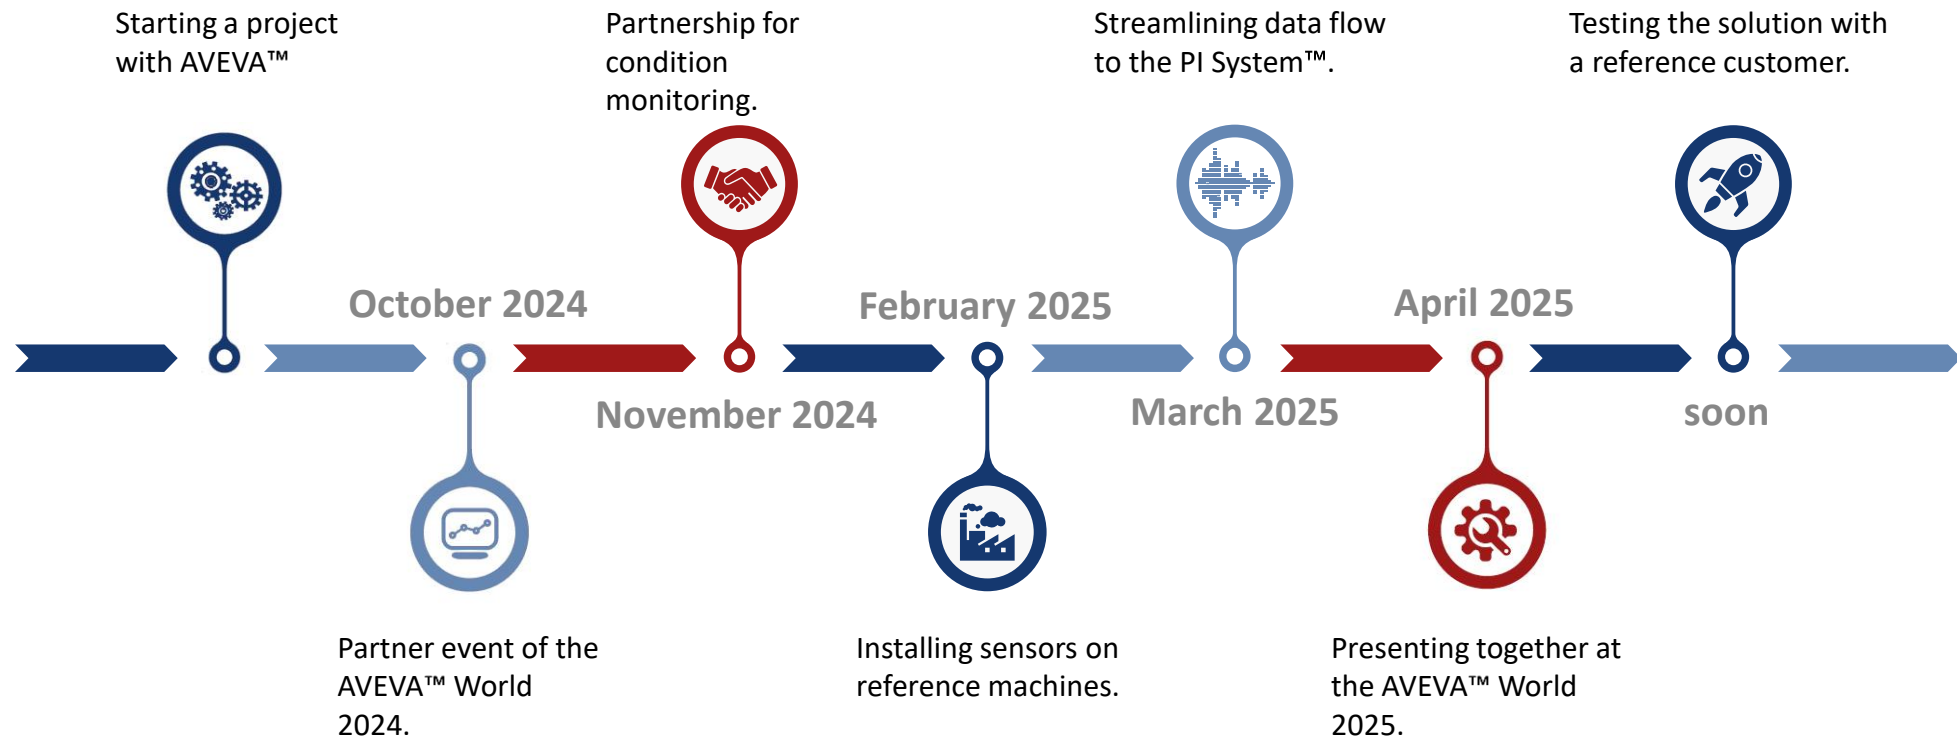 Starting a project
with AVEVA™
Partnership for
condition
monitoring.
Streamlining data flow
to the PI System™.
Testing the solution with
a reference customer.
October 2024
February 2025
April 2025
November 2024
March 2025
soon
Partner event of the
AVEVA™ World
2024.
Installing sensors on
reference machines.
Presenting together at
the AVEVA™ World
2025.